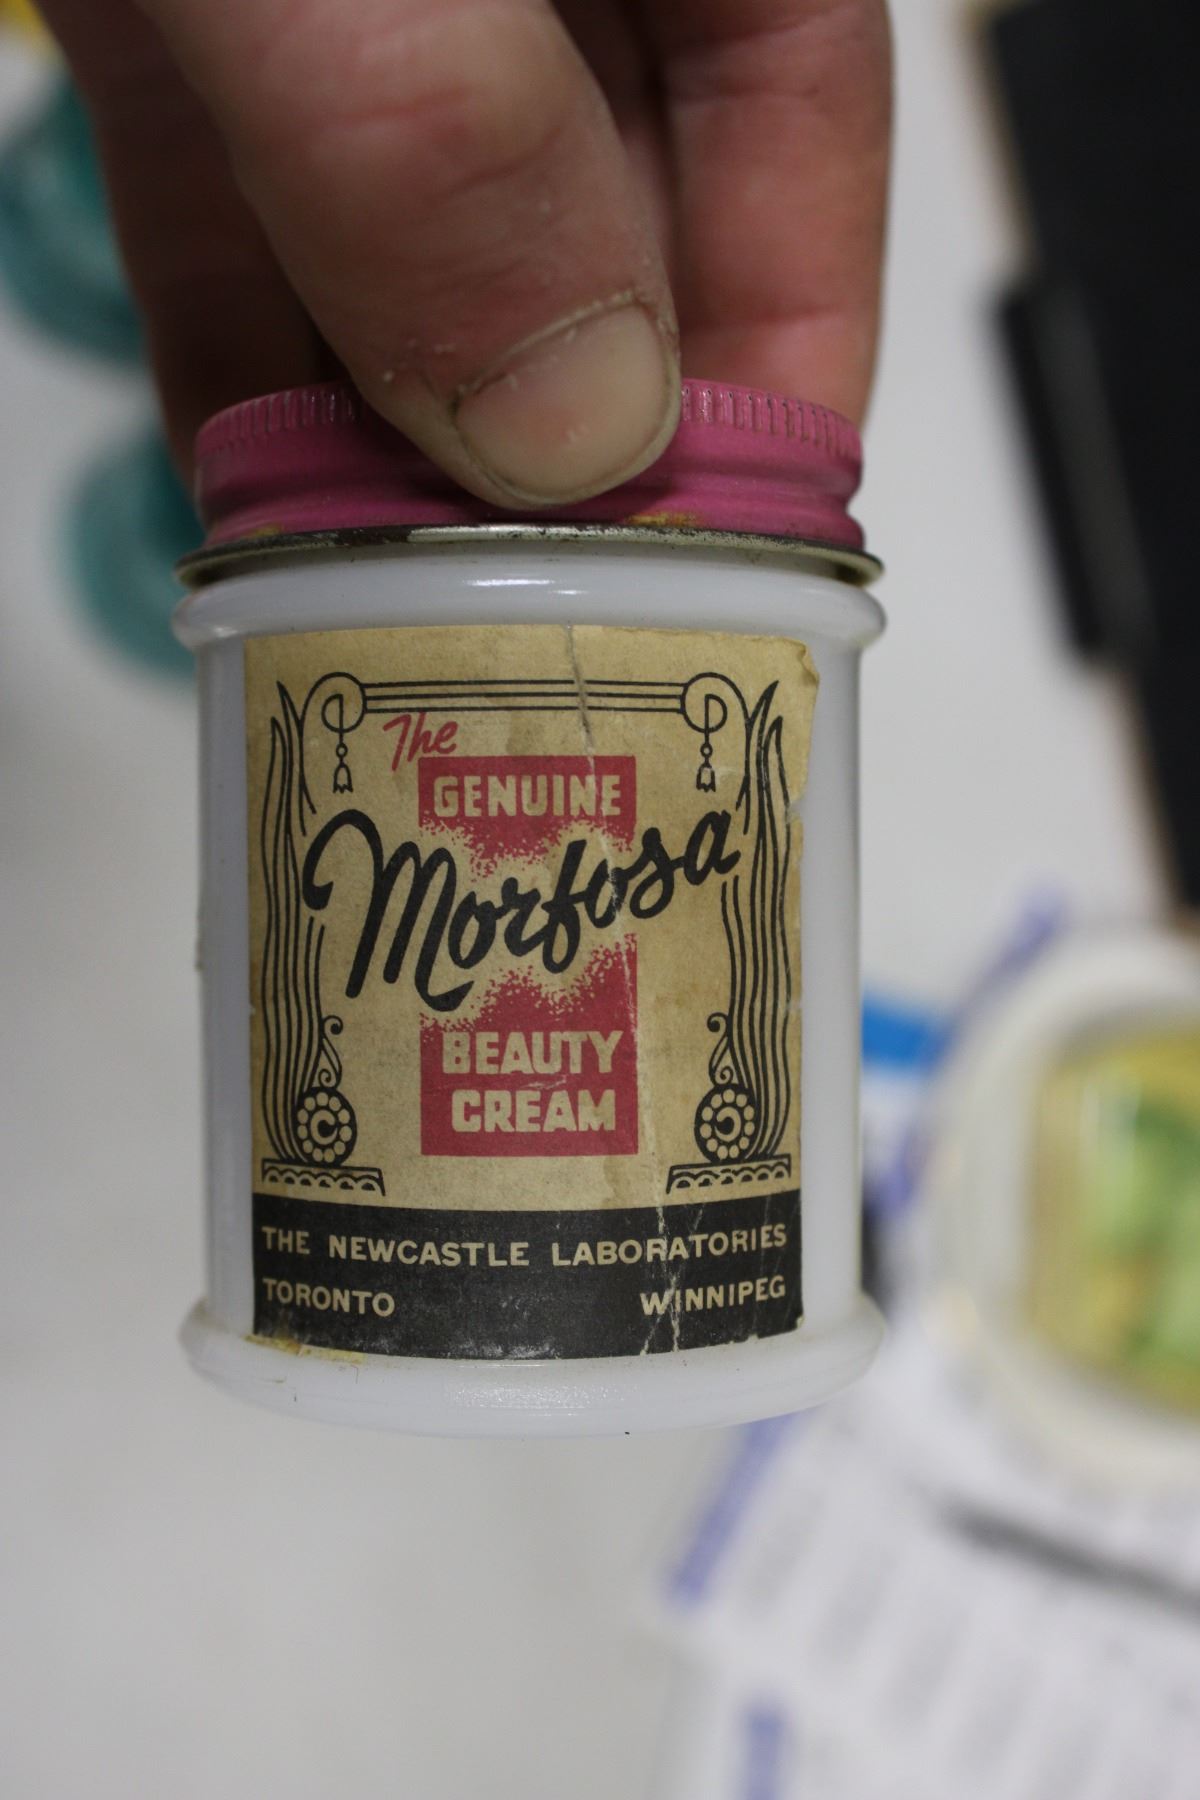 The
GENUINE
Morfosa
BEAUTY
CREAM
THE NEWCASTLE LABORATORIES
TORONTO WINNIPEG